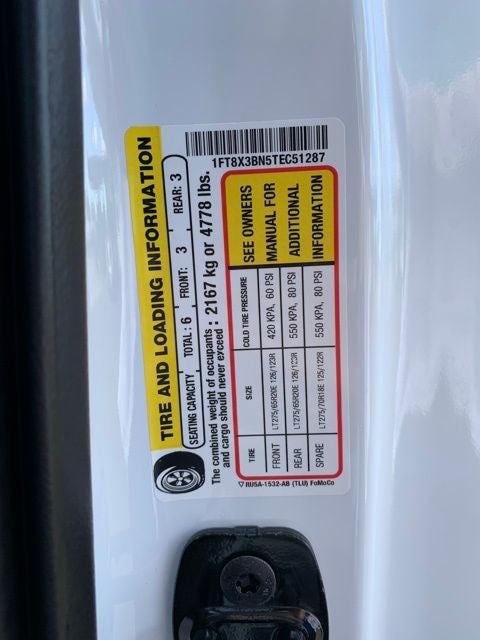 TIRE AND LOADING INFORMATION
SEATING CAPACITY TOTAL: 6 FRONT: 3 REAR: 3
The combined weight of occupants : 2167 kg or 4778 lbs.
and cargo should never exceed :
1FT8X3BN5TEC51287
TIRE SIZE COLD TIRE PRESSURE
FRONT LT275/65R20E 126/123R 420 KPA, 60 PSI
REAR LT275/65R20E 126/123R 550 KPA, 80 PSI
SPARE LT275/70R18E 125/122R 550 KPA, 80 PSI
SEE OWNERS
MANUAL FOR
ADDITIONAL
INFORMATION
RU5A-1532-AB (TLU) FoMoCo